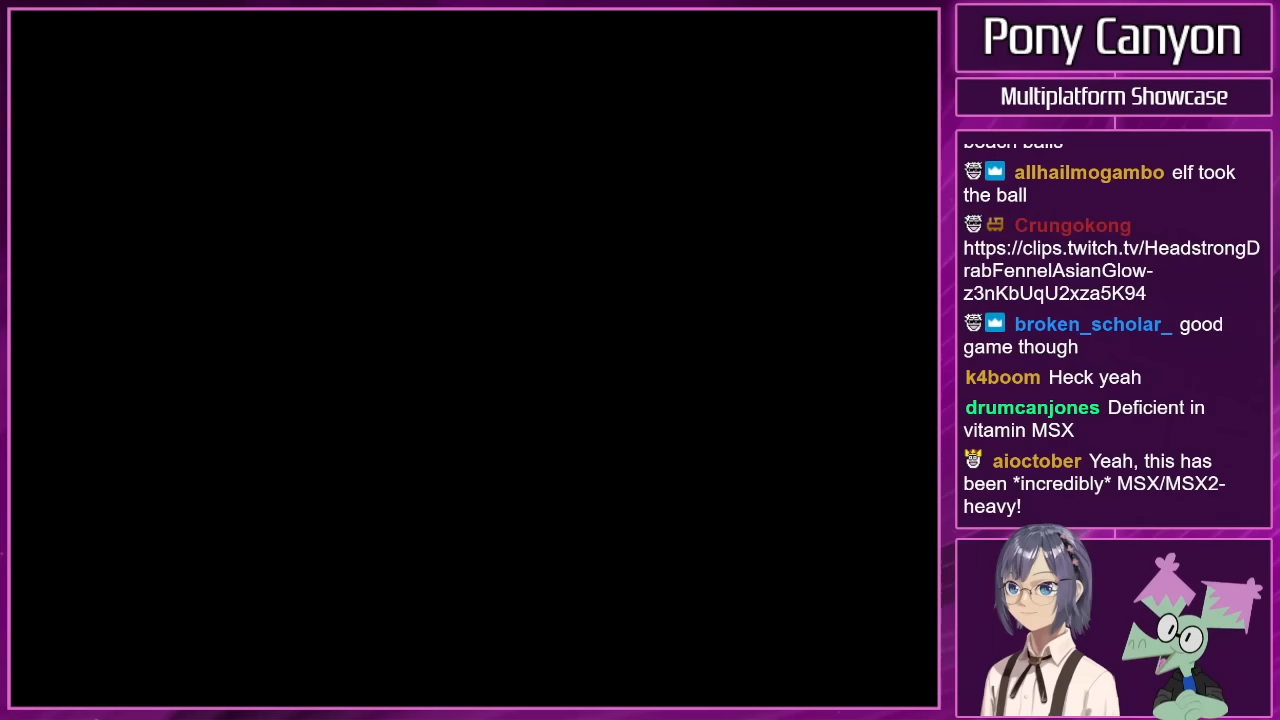 Pony Canyon
Multiplatform Showcase
beach balls
allhailmogambo elf took
the ball
Crungokong
https://clips.twitch.tv/HeadstrongD
rabFennelAsianGlow-
z3nKbUqU2xza5K94
broken_scholar_ good
game though
k4boom Heck yeah
drumcanjones Deficient in
vitamin MSX
aioctober Yeah, this has
been *incredibly* MSX/MSX2-
heavy!